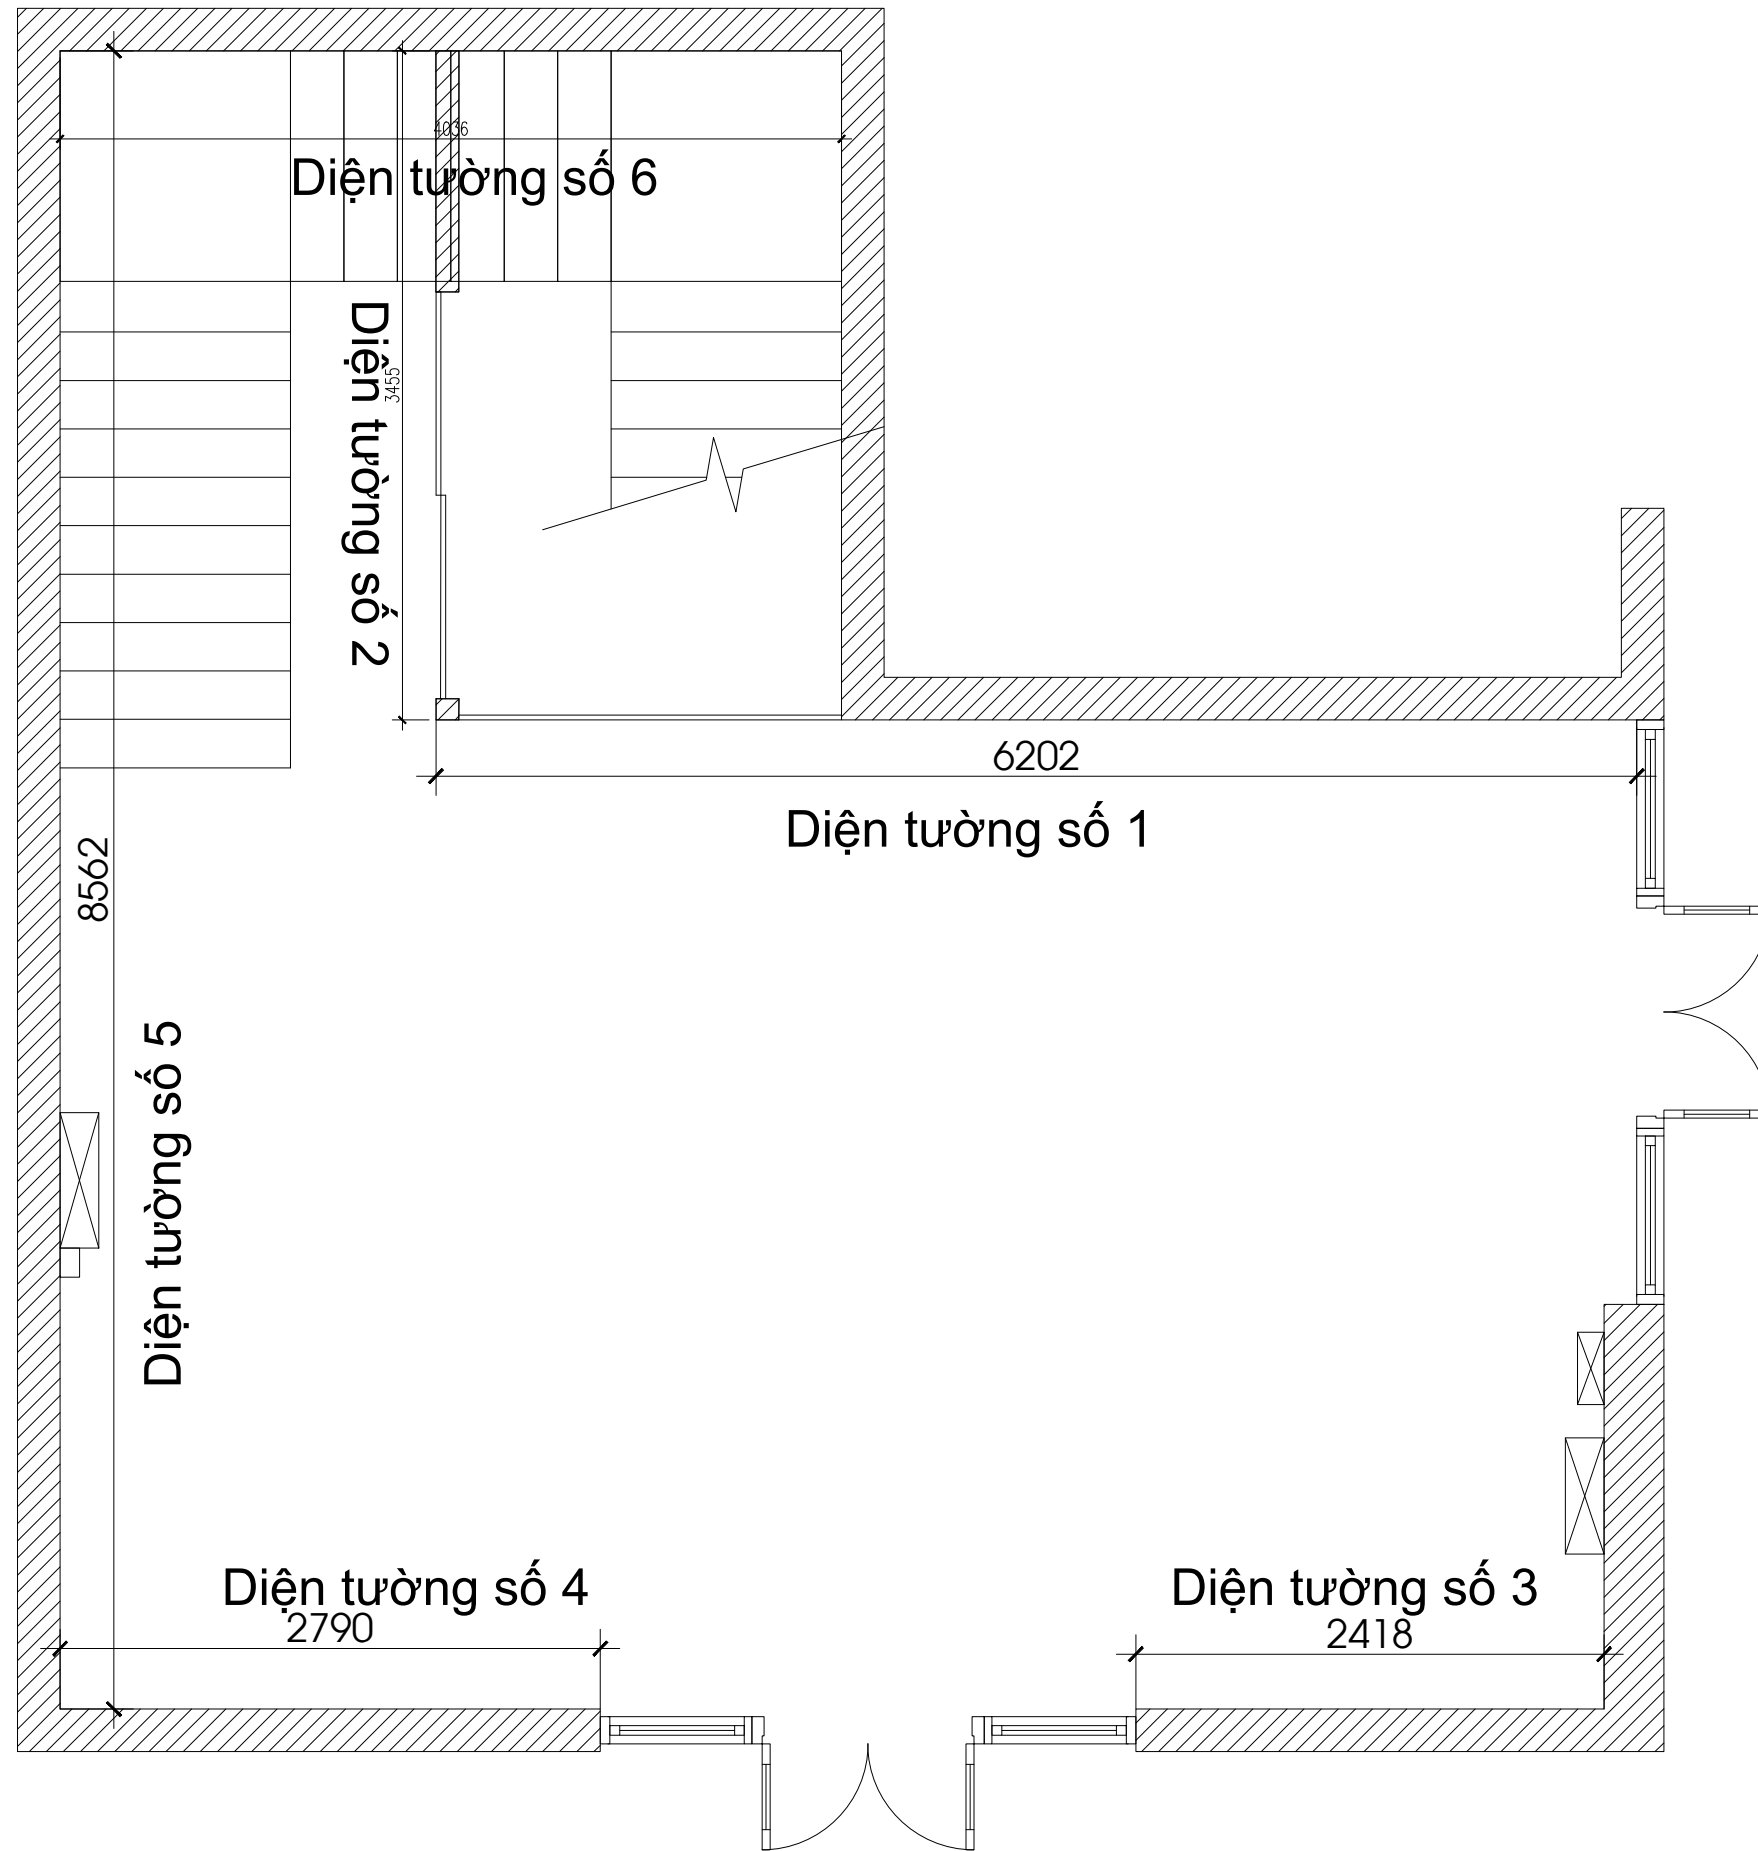 4036
Diện tường số 6
Diện tường số 2
3455
6202
Diện tường số 1
8562
Diện tường số 5
Diện tường số 4
2790
Diện tường số 3
2418